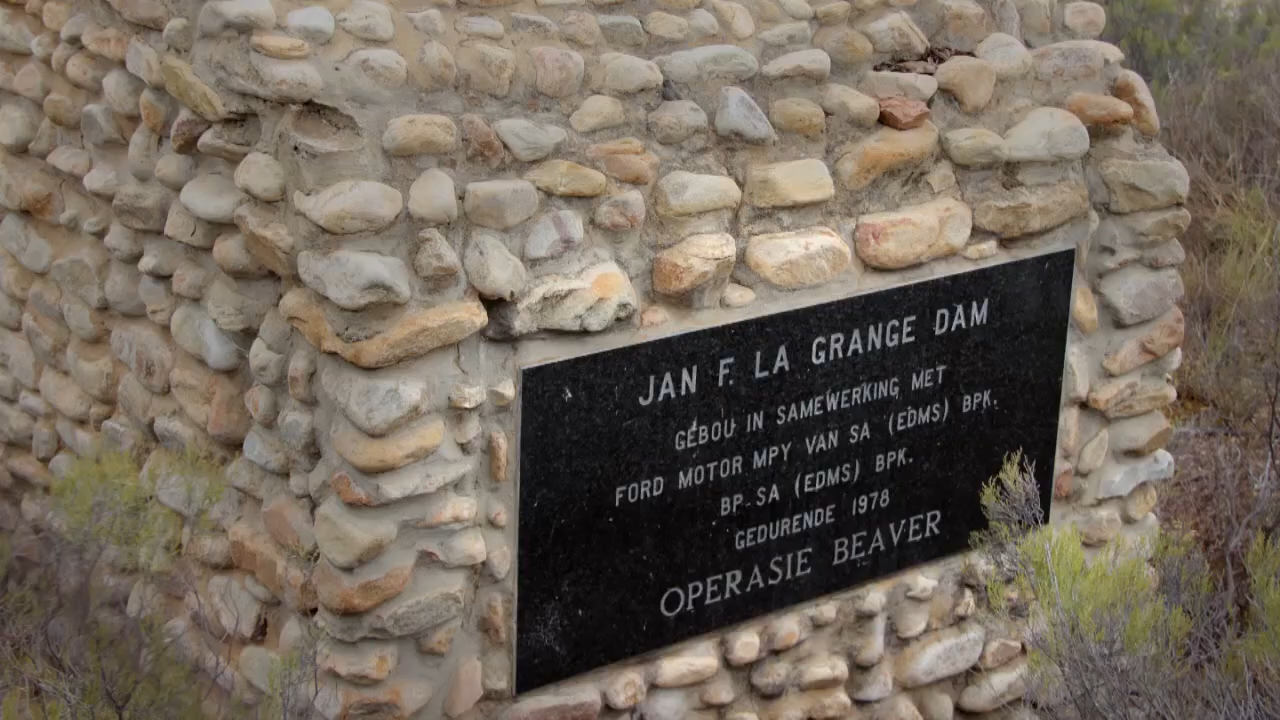 JAN F. LA GRANGE DAM
GEBOU IN SAMEWERKING MET
FORD MOTOR MPY VAN SA (EDMS) BPK.
BP-SA (EDMS) BPK.
GEDURENDE 1978
OPERASIE BEAVER